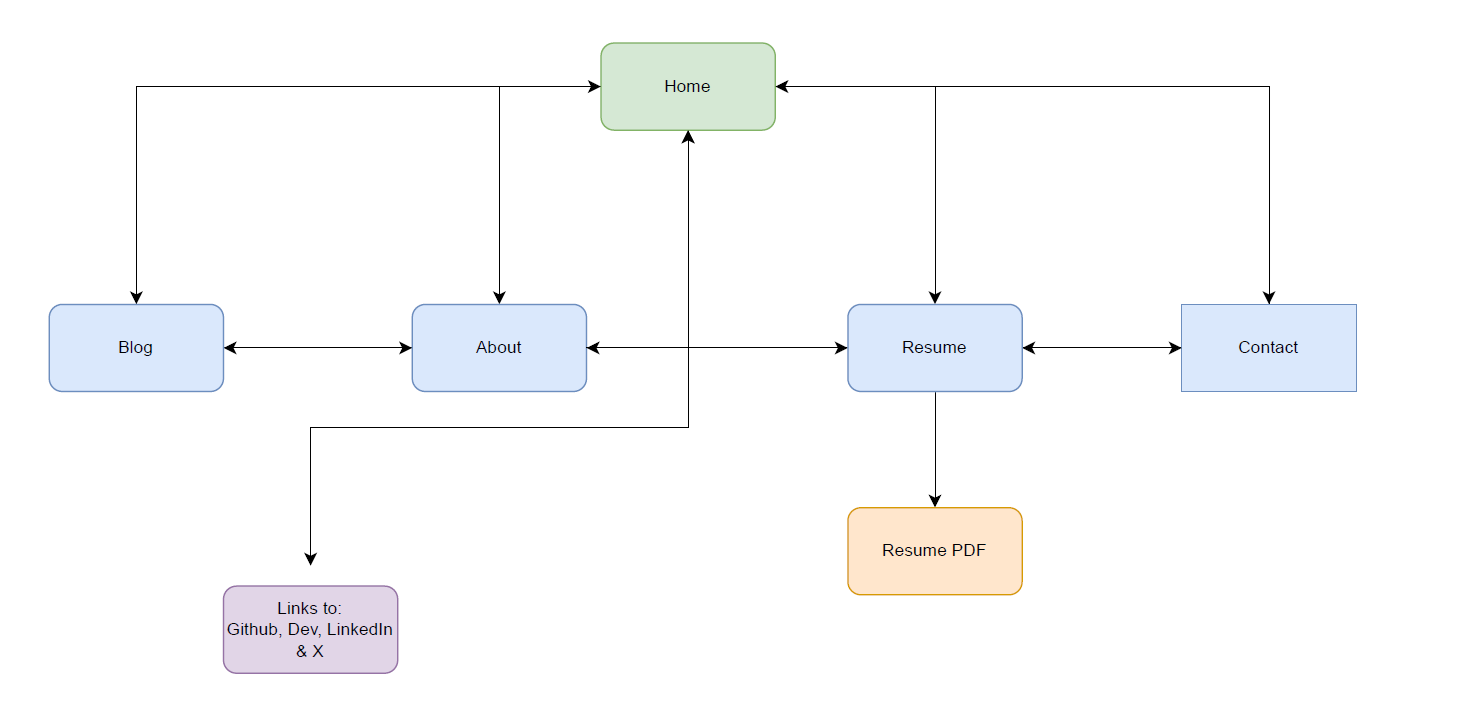 Home
Blog
About
Resume
Contact
Resume PDF
Links to:
Github, Dev, LinkedIn
& X